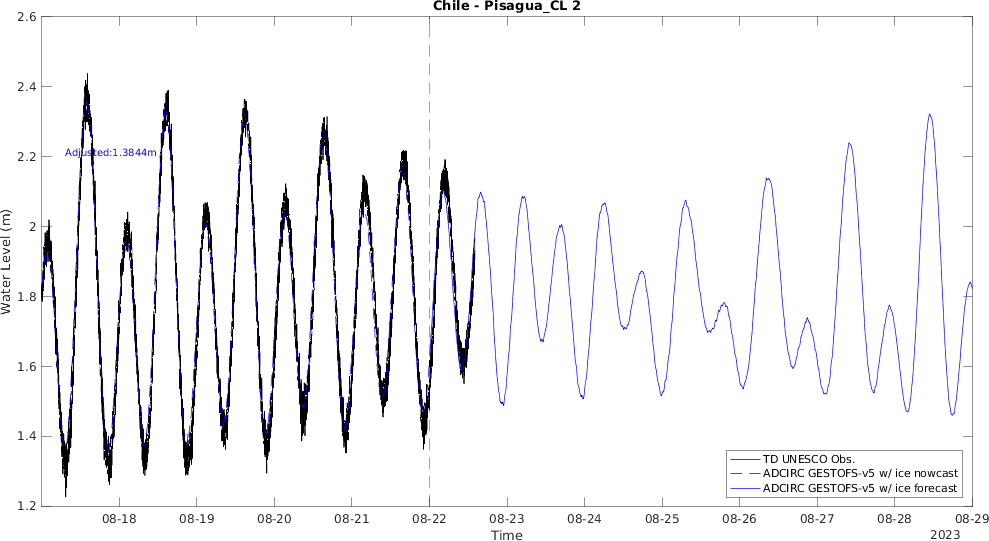 Chile - Pisagua_CL 2
2.6
2.4
2.2
2
1.8
1.6
1.4
1.2
Water Level (m)
Adjusted:1.3844m
TD UNESCO Obs.
ADCIRC GESTOFS-v5 w/ ice nowcast
ADCIRC GESTOFS-v5 w/ ice forecast
08-18 08-19 08-20 08-21 08-22 08-23 08-24 08-25 08-26 08-27 08-28 08-29
Time
2023